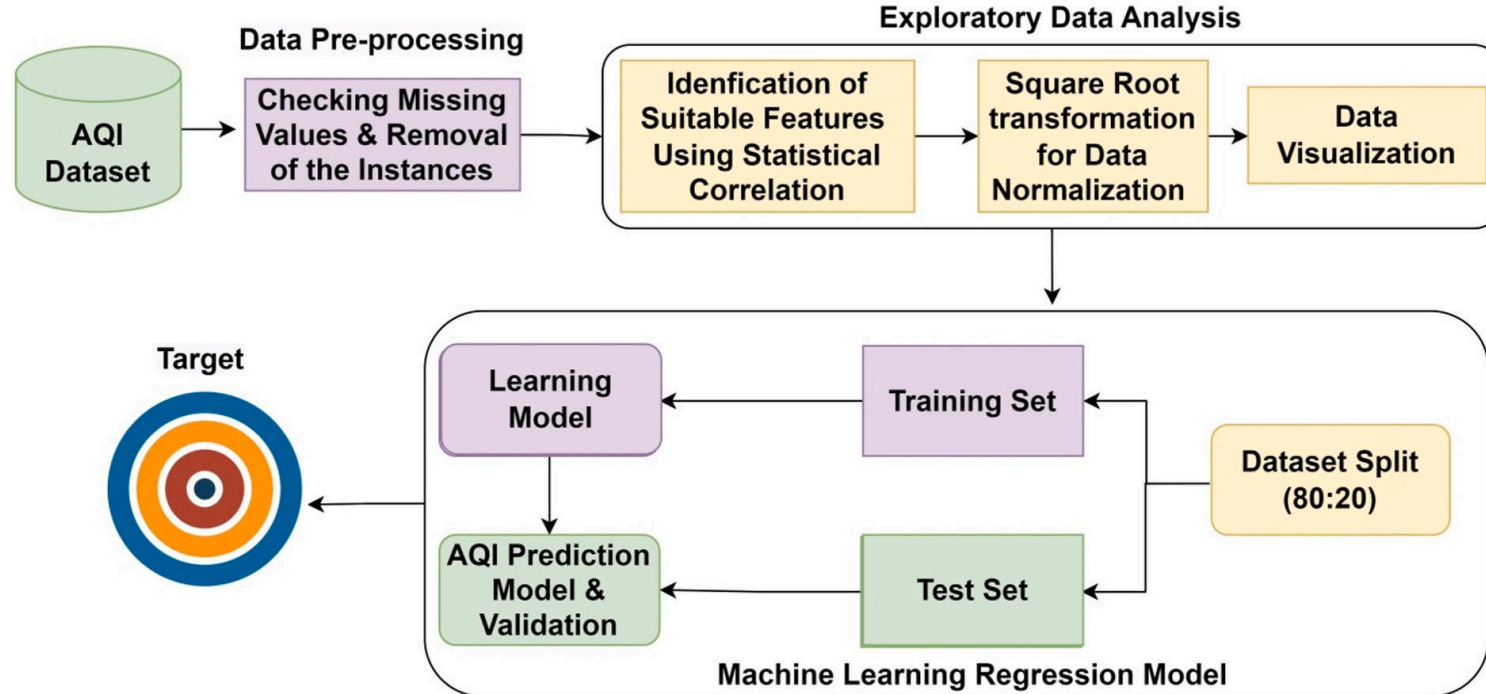 Exploratory Data Analysis
Data Pre-processing
AQI
Dataset
Checking Missing
Values & Removal
of the Instances
Idenfication of
Suitable Features
Using Statistical
Correlation
Square Root
transformation
for Data
Normalization
Data
Visualization
Target
Learning
Model
Training Set
Dataset Split
(80:20)
AQI Prediction
Model &
Validation
Test Set
Machine Learning Regression Model